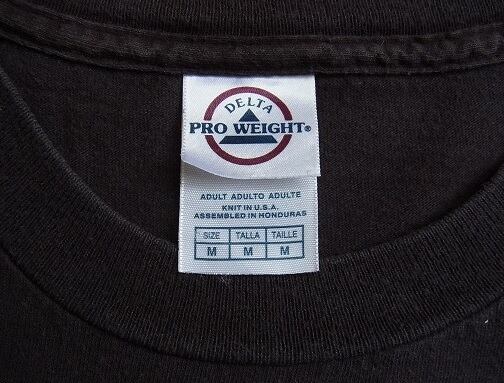 DELTA
PRO WEIGHT®
ADULT ADULTO ADULTE
KNIT IN U.S.A.
ASSEMBLED IN HONDURAS
SIZE TALLA TAILLE
M M M